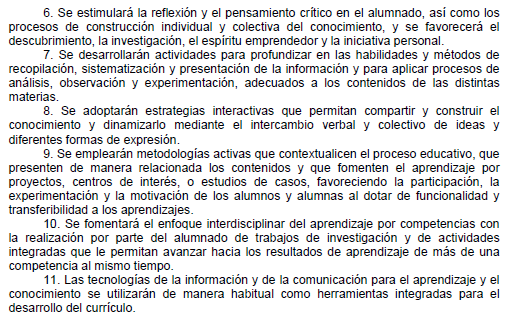 6. Se estimulará la reflexión y el pensamiento crítico en el alumnado, así como los
procesos de construcción individual y colectiva del conocimiento, y se favorecerá el
descubrimiento, la investigación, el espíritu emprendedor y la iniciativa personal.
7. Se desarrollarán actividades para profundizar en las habilidades y métodos de
recopilación, sistematización y presentación de la información y para aplicar procesos de
análisis, observación y experimentación, adecuados a los contenidos de las distintas
materias.
8. Se adoptarán estrategias interactivas que permitan compartir y construir el
conocimiento y dinamizarlo mediante el intercambio verbal y colectivo de ideas y
diferentes formas de expresión.
9. Se emplearán metodologías activas que contextualicen el proceso educativo, que
presenten de manera relacionada los contenidos y que fomenten el aprendizaje por
proyectos, centros de interés, o estudios de casos, favoreciendo la participación, la
experimentación y la motivación de los alumnos y alumnas al dotar de funcionalidad y
transferibilidad a los aprendizajes.
10. Se fomentará el enfoque interdisciplinar del aprendizaje por competencias con
la realización por parte del alumnado de trabajos de investigación y de actividades
integradas que le permitan avanzar hacia los resultados de aprendizaje de más de una
competencia al mismo tiempo.
11. Las tecnologías de la información y de la comunicación para el aprendizaje y el
conocimiento se utilizarán de manera habitual como herramientas integradas para el
desarrollo del currículo.